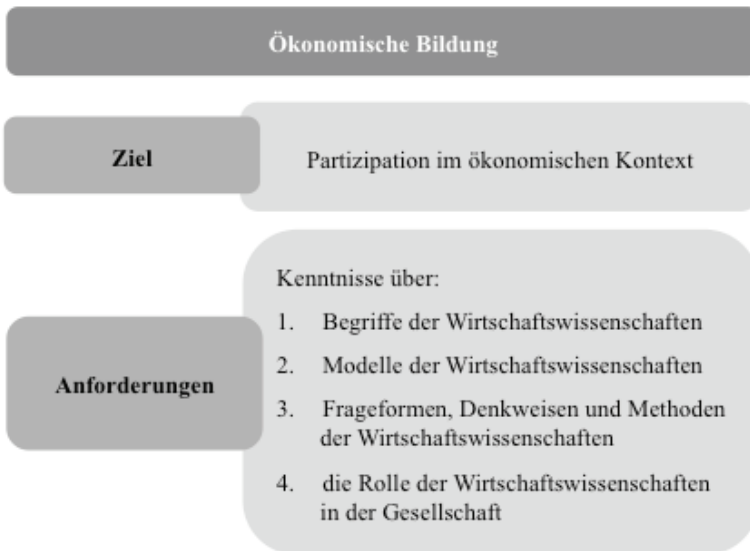 Ökonomische Bildung
Ziel
Partizipation im ökonomischen Kontext
Anforderungen
Kenntnisse über:
1. Begriffe der Wirtschaftswissenschaften
2. Modelle der Wirtschaftswissenschaften
3. Frageformen, Denkweisen und Methoden
der Wirtschaftswissenschaften
4. die Rolle der Wirtschaftswissenschaften
in der Gesellschaft